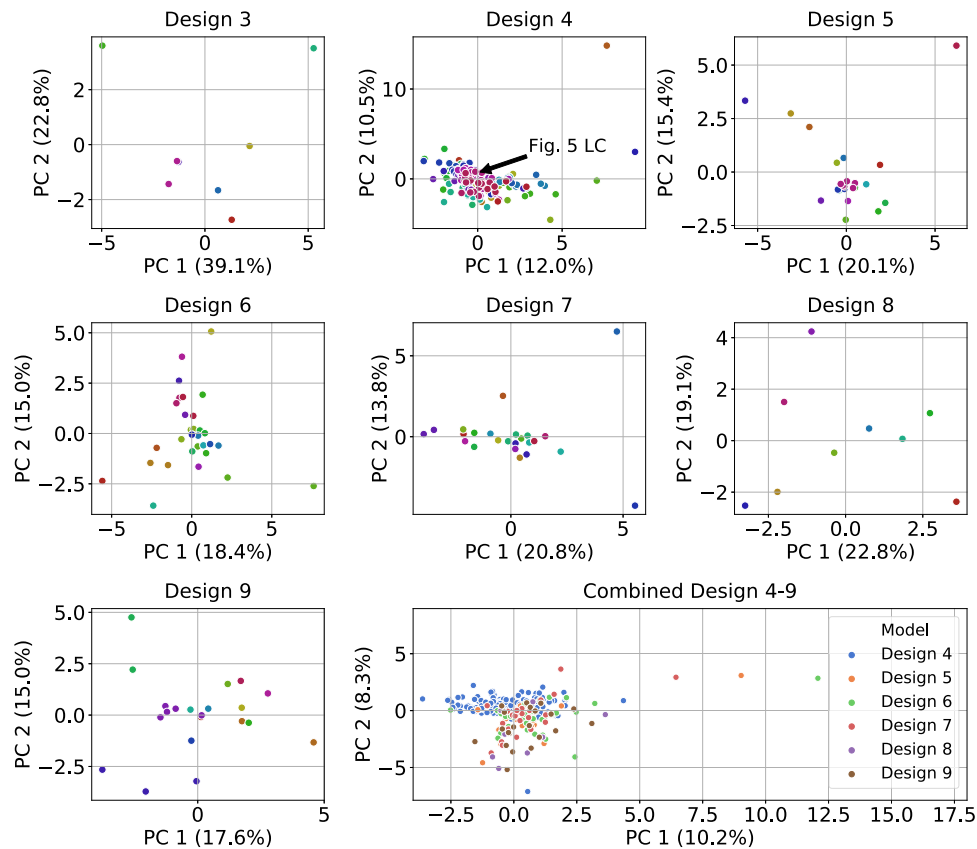 Design 3
2
0
−2
PC 2 (22.8%)
−5
0
5
PC 1 (39.1%)
Design 4
10
0
PC 2 (10.5%)
Fig. 5 LC
0
5
PC 1 (12.0%)
Design 5
5.0
2.5
0.0
−2.5
PC 2 (15.4%)
−5
0
5
PC 1 (20.1%)
Design 6
5.0
2.5
0.0
−2.5
PC 2 (15.0%)
−5
0
5
PC 1 (18.4%)
Design 7
5
0
PC 2 (13.8%)
0
5
PC 1 (20.8%)
Design 8
4
2
0
−2
PC 2 (19.1%)
−2.5
0.0
2.5
PC 1 (22.8%)
Design 9
5.0
2.5
0.0
−2.5
PC 2 (15.0%)
0
5
PC 1 (17.6%)
Combined Design 4-9
5
0
−5
PC 2 (8.3%)
Model
Design 4
Design 5
Design 6
Design 7
Design 8
Design 9
−2.5
0.0
2.5
5.0
7.5
10.0
12.5
15.0
17.5
PC 1 (10.2%)